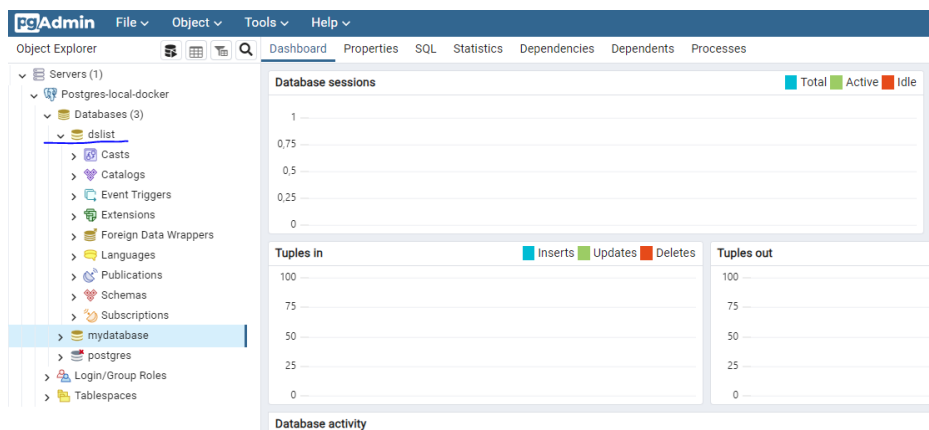 pgAdmin File Object Tools Help
Object Explorer
Dashboard Properties SQL Statistics Dependencies Dependents Processes
Servers (1)
Postgres-local-docker
Databases (3)
dslist
Casts
Catalogs
Event Triggers
Extensions
Foreign Data Wrappers
Languages
Publications
Schemas
Subscriptions
mydatabase
postgres
Login/Group Roles
Tablespaces
Database sessions
Total Active Idle
1
0,75
0,5
0,25
0
Tuples in
Inserts Updates Deletes
100
75
50
25
0
Tuples out
100
75
50
25
0
Database activity